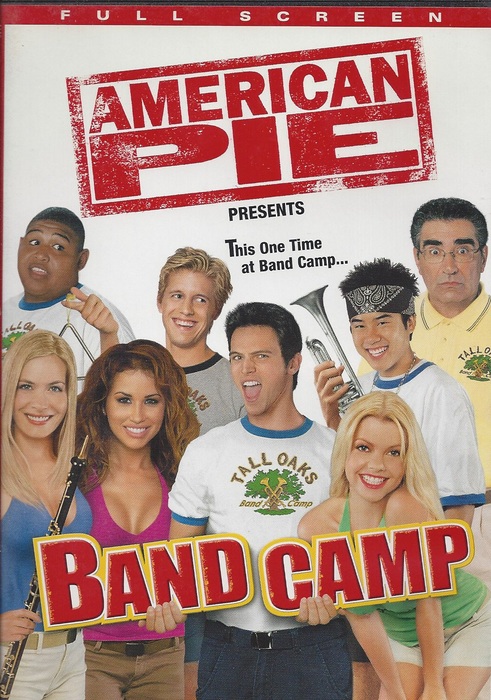 FULL SCREEN
AMERICAN
PIE
PRESENTS
This One Time
at Band Camp...
TALL OAKS
Band Camp
BAND CAMP